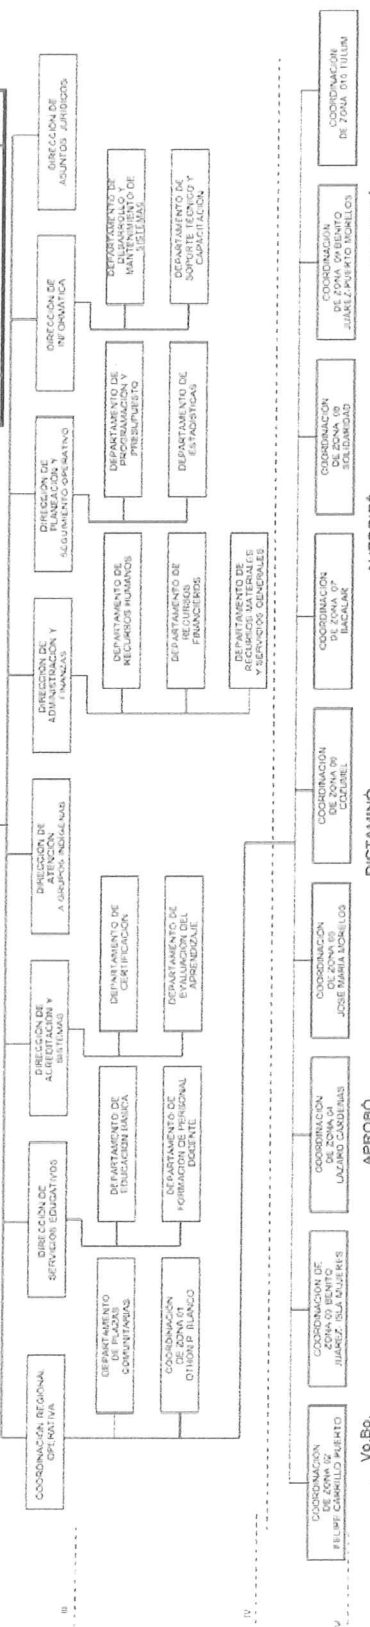 III
COORDINACIÓN REGIONAL
OPERATIVA
DIRECCIÓN DE
SERVICIOS EDUCATIVOS
DIRECCIÓN DE
ACREDITACIÓN Y
SISTEMAS
DIRECCIÓN DE
ATENCIÓN
A GRUPOS INDÍGENAS
DIRECCIÓN DE
ADMINISTRACIÓN Y
FINANZAS
DIRECCIÓN DE
PLANEACIÓN Y
SEGUIMIENTO OPERATIVO
DIRECCIÓN DE
INFORMÁTICA
DIRECCIÓN DE
ASUNTOS JURÍDICOS
DEPARTAMENTO
DE PLAZAS
COMUNITARIAS
DEPARTAMENTO DE
EDUCACIÓN BÁSICA
DEPARTAMENTO DE
CERTIFICACIÓN
DEPARTAMENTO DE
RECURSOS HUMANOS
DEPARTAMENTO DE
PROGRAMACIÓN Y
PRESUPUESTO
DEPARTAMENTO DE
DESARROLLO Y
MANTENIMIENTO DE
SISTEMAS
COORDINACIÓN
DE ZONA 01
OTHÓN P. BLANCO
DEPARTAMENTO DE
FORMACIÓN DE PERSONAL
DOCENTE
DEPARTAMENTO DE
EVALUACIÓN DEL
APRENDIZAJE
DEPARTAMENTO DE
RECURSOS
FINANCIEROS
DEPARTAMENTO DE
ESTADÍSTICAS
DEPARTAMENTO DE
SOPORTE TÉCNICO Y
CAPACITACIÓN
DEPARTAMENTO DE
RECURSOS MATERIALES
Y SERVICIOS GENERALES
IV
COORDINACIÓN
DE ZONA 02
FELIPE CARRILLO PUERTO
COORDINACIÓN DE
ZONA 03 BENITO
JUÁREZ, ISLA MUJERES
COORDINACIÓN
DE ZONA 04
LÁZARO CÁRDENAS
COORDINACIÓN
DE ZONA 05
JOSÉ MARÍA MORELOS
COORDINACIÓN
DE ZONA 06
COZUMEL
COORDINACIÓN
DE ZONA 07
BACALAR
COORDINACIÓN
DE ZONA 08
SOLIDARIDAD
COORDINACIÓN
DE ZONA 09 BENITO
JUÁREZ-PUERTO MORELOS
COORDINACIÓN
DE ZONA 010 TULUM
V
Vo.Bo. APROBÓ DICTAMINÓ